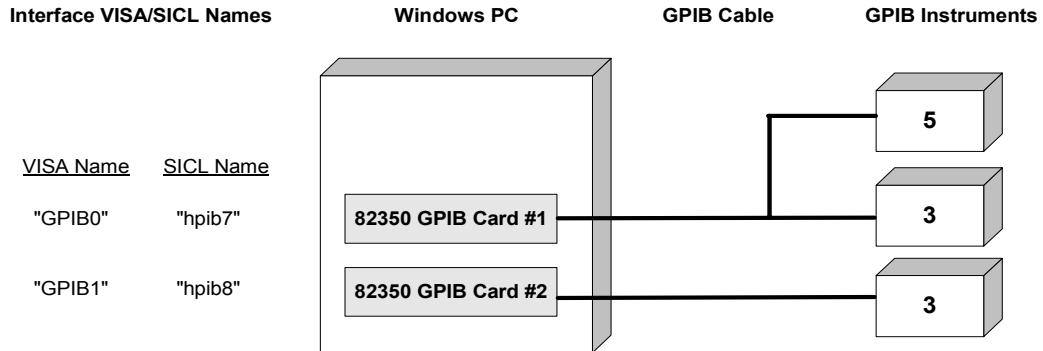 Interface VISA/SICL Names Windows PC GPIB Cable GPIB Instruments
5
VISA Name SICL Name
"GPIB0" "hpib7" 82350 GPIB Card #1 3
"GPIB1" "hpib8" 82350 GPIB Card #2 3